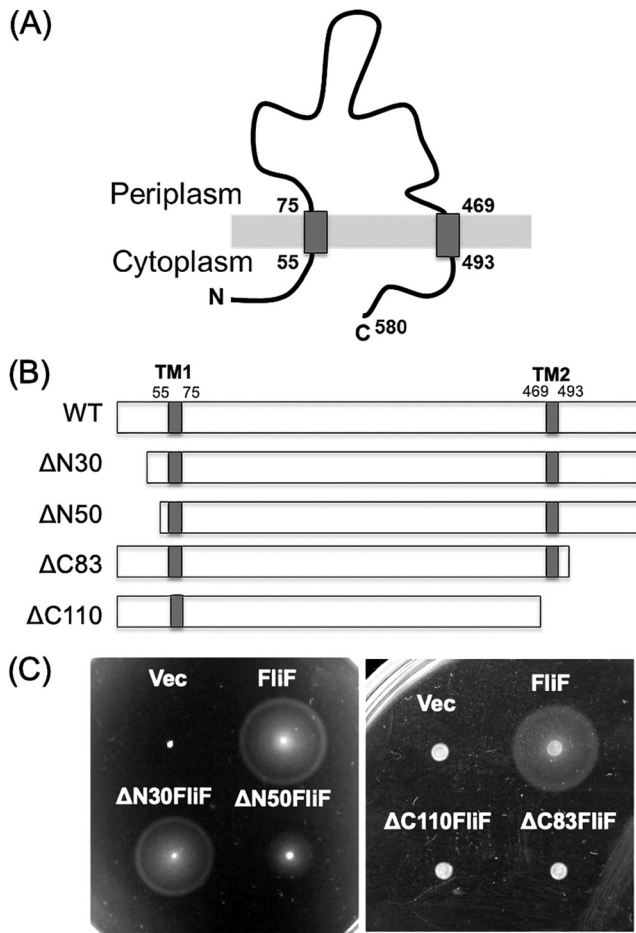 (A)
Periplasm
75
469
Cytoplasm
55
493
N
C 580
(B)
TM1
TM2
55 75
469 493
WT
ΔN30
ΔN50
ΔC83
ΔC110
(C)
Vec
FliF
ΔN30FliF
ΔN50FliF
Vec
FliF
ΔC110FliF
ΔC83FliF